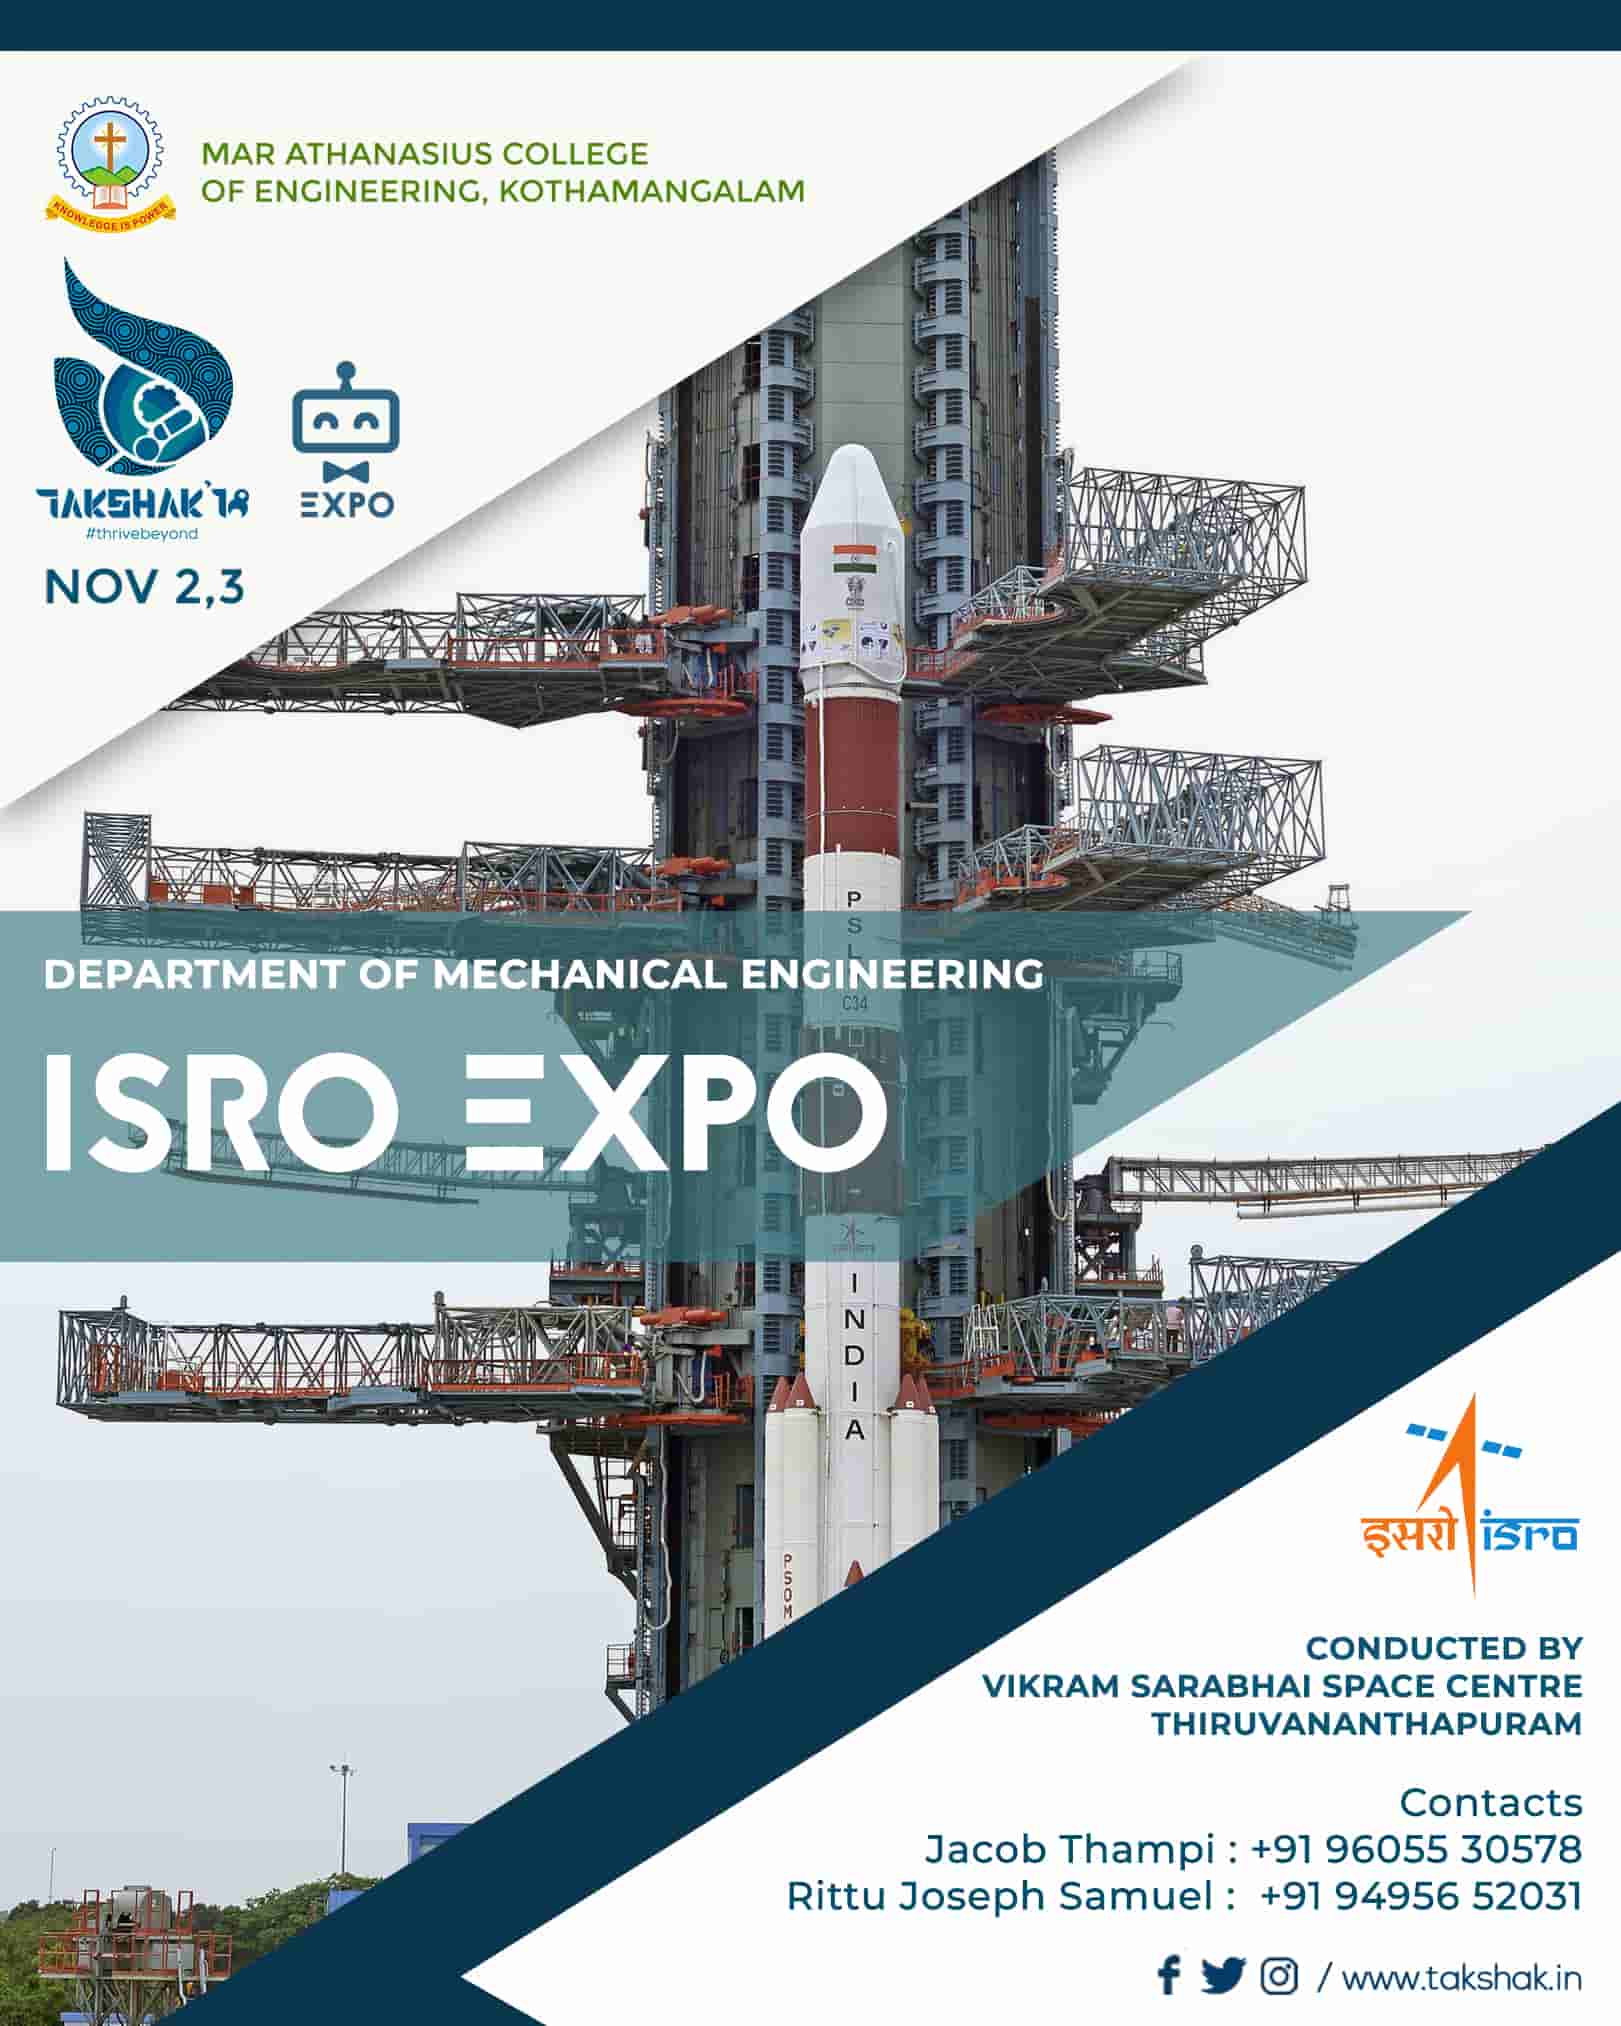 MAR ATHANASIUS COLLEGE
OF ENGINEERING, KOTHAMANGALAM
KNOWLEDGE IS POWER
TAKSHAK'18
#thrivebeyond
EXPO
NOV 2,3
PSL
C34
DEPARTMENT OF MECHANICAL ENGINEERING
ISRO EXPO
INDIA
PSOM
इसरो isro
CONDUCTED BY
VIKRAM SARABHAI SPACE CENTRE
THIRUVANANTHAPURAM
Contacts
Jacob Thampi : +91 96055 30578
Rittu Joseph Samuel : +91 94956 52031
/ www.takshak.in